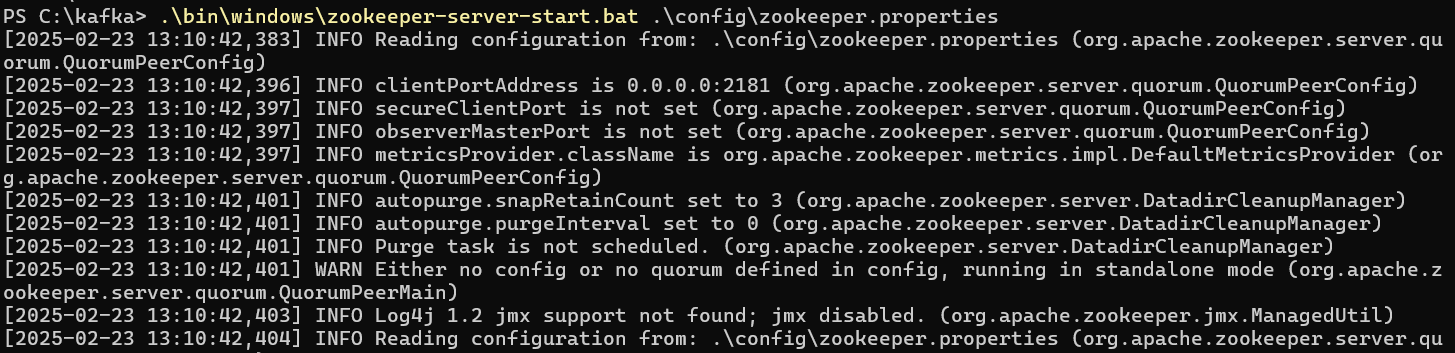 PS C:\kafka> .\bin\windows\zookeeper-server-start.bat .\config\zookeeper.properties
[2025-02-23 13:10:42,383] INFO Reading configuration from: .\config\zookeeper.properties (org.apache.zookeeper.server.qu
orum.QuorumPeerConfig)
[2025-02-23 13:10:42,396] INFO clientPortAddress is 0.0.0.0:2181 (org.apache.zookeeper.server.quorum.QuorumPeerConfig)
[2025-02-23 13:10:42,397] INFO secureClientPort is not set (org.apache.zookeeper.server.quorum.QuorumPeerConfig)
[2025-02-23 13:10:42,397] INFO observerMasterPort is not set (org.apache.zookeeper.server.quorum.QuorumPeerConfig)
[2025-02-23 13:10:42,397] INFO metricsProvider.className is org.apache.zookeeper.metrics.impl.DefaultMetricsProvider (or
g.apache.zookeeper.server.quorum.QuorumPeerConfig)
[2025-02-23 13:10:42,401] INFO autopurge.snapRetainCount set to 3 (org.apache.zookeeper.server.DatadirCleanupManager)
[2025-02-23 13:10:42,401] INFO autopurge.purgeInterval set to 0 (org.apache.zookeeper.server.DatadirCleanupManager)
[2025-02-23 13:10:42,401] INFO Purge task is not scheduled. (org.apache.zookeeper.server.DatadirCleanupManager)
[2025-02-23 13:10:42,401] WARN Either no config or no quorum defined in config, running in standalone mode (org.apache.z
ookeeper.server.quorum.QuorumPeerMain)
[2025-02-23 13:10:42,403] INFO Log4j 1.2 jmx support not found; jmx disabled. (org.apache.zookeeper.jmx.ManagedUtil)
[2025-02-23 13:10:42,404] INFO Reading configuration from: .\config\zookeeper.properties (org.apache.zookeeper.server.qu